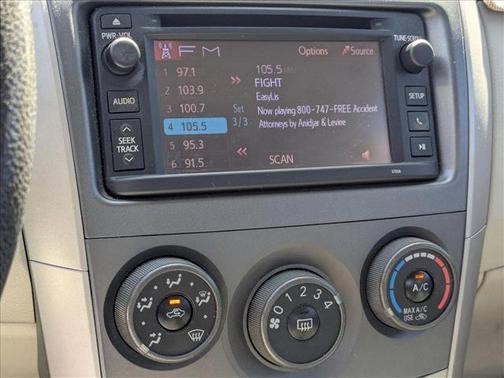 PWR·VOL
FM
Options
Source
TUNE·SCROLL
1 97.1
105.5
2 103.9
FIGHT
EasyLis
3 100.7
Set
3/3
Now playing 800-747-FREE Accident
Attorneys by Anidjar & Levine
4 105.5
5 95.3
6 91.5
SCAN
AUDIO
SEEK
TRACK
SETUP
0 1 2 3 4
A/C
MAX A/C
USE